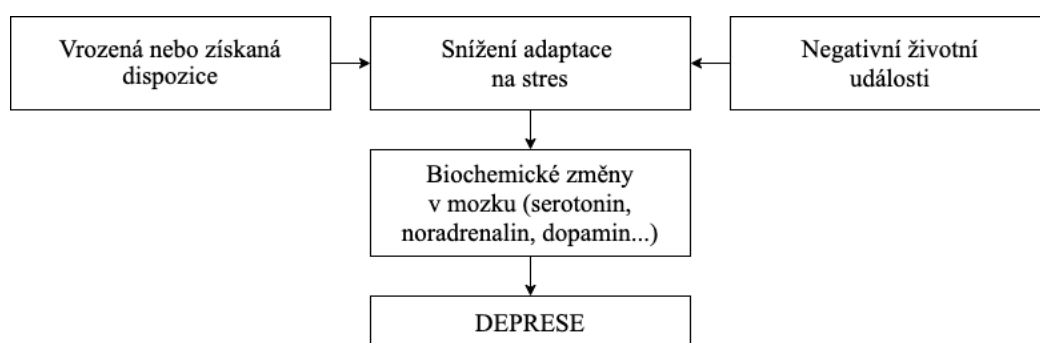 Vrozená nebo získaná
dispozice
Snížení adaptace
na stres
Negativní životní
události
Biochemické změny
v mozku (serotonin,
noradrenalin, dopamin...)
DEPRESE